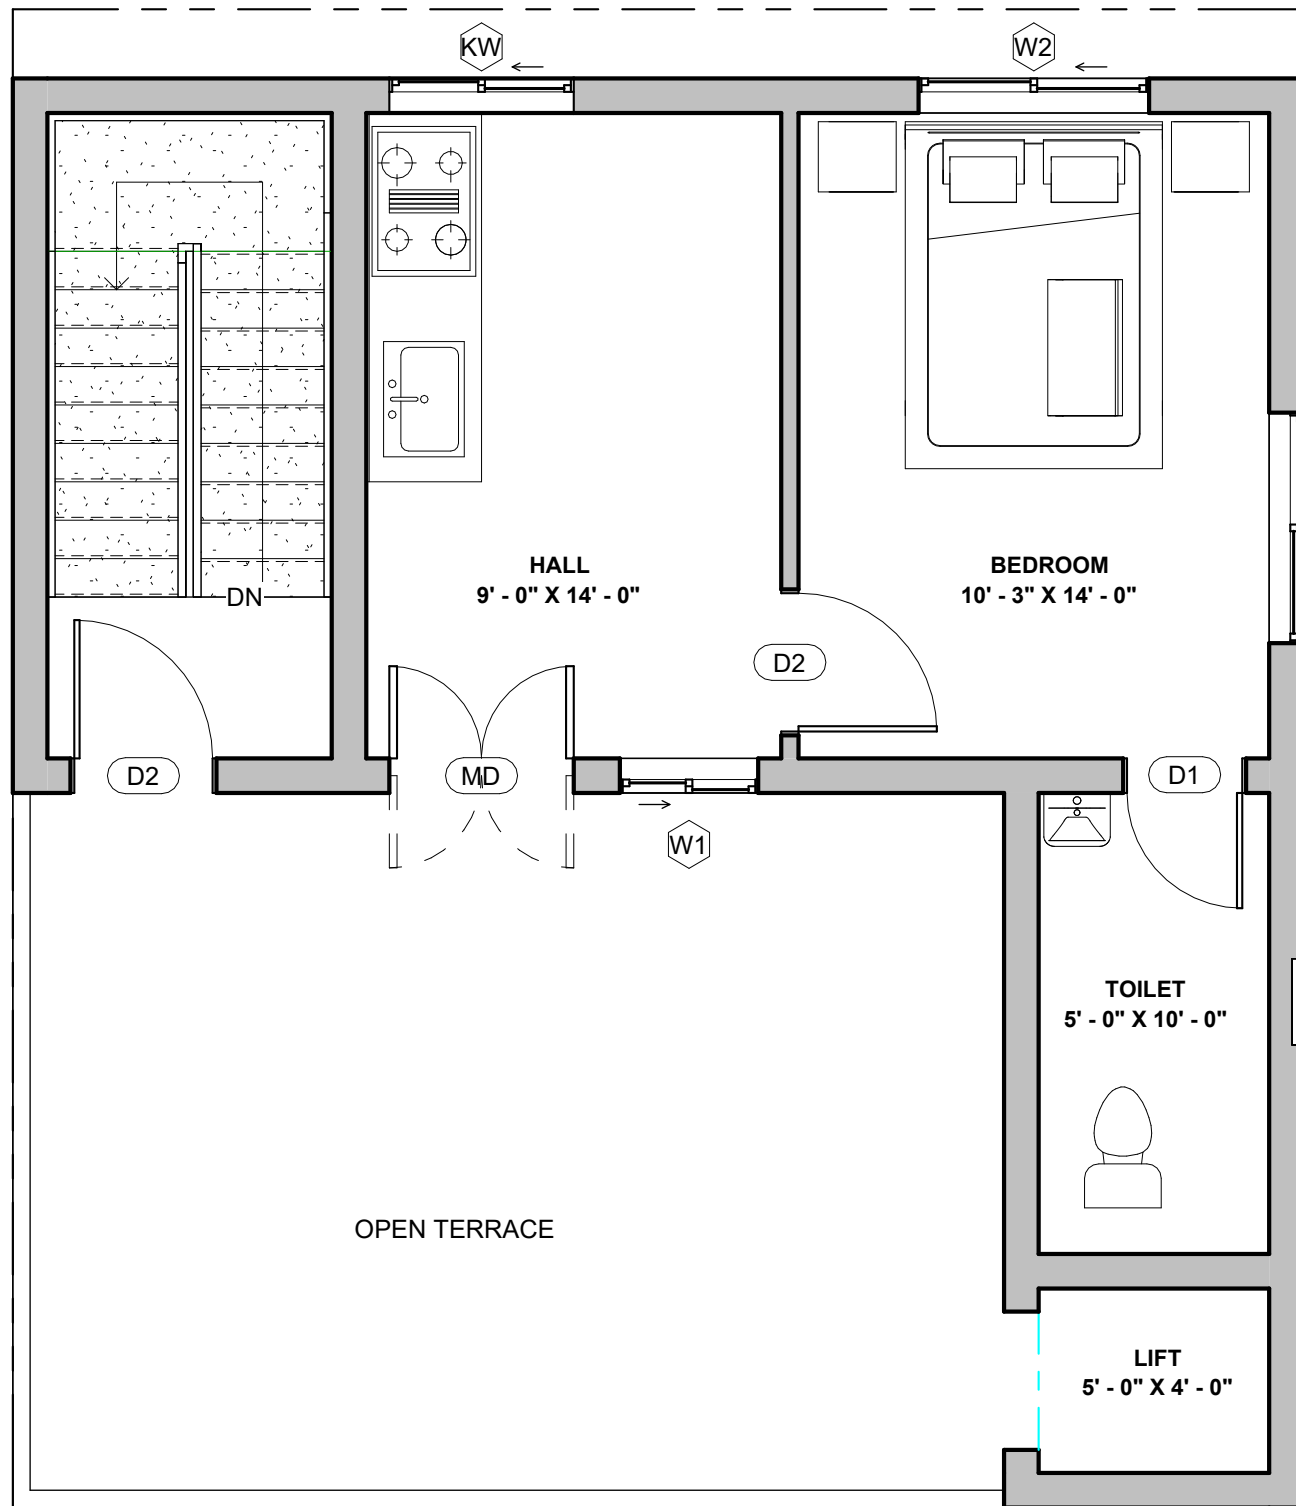 KW
W2
HALL
9' - 0" X 14' - 0"
BEDROOM
10' - 3" X 14' - 0"
DN
D2
D2
MD
D1
W1
TOILET
5' - 0" X 10' - 0"
OPEN TERRACE
LIFT
5' - 0" X 4' - 0"